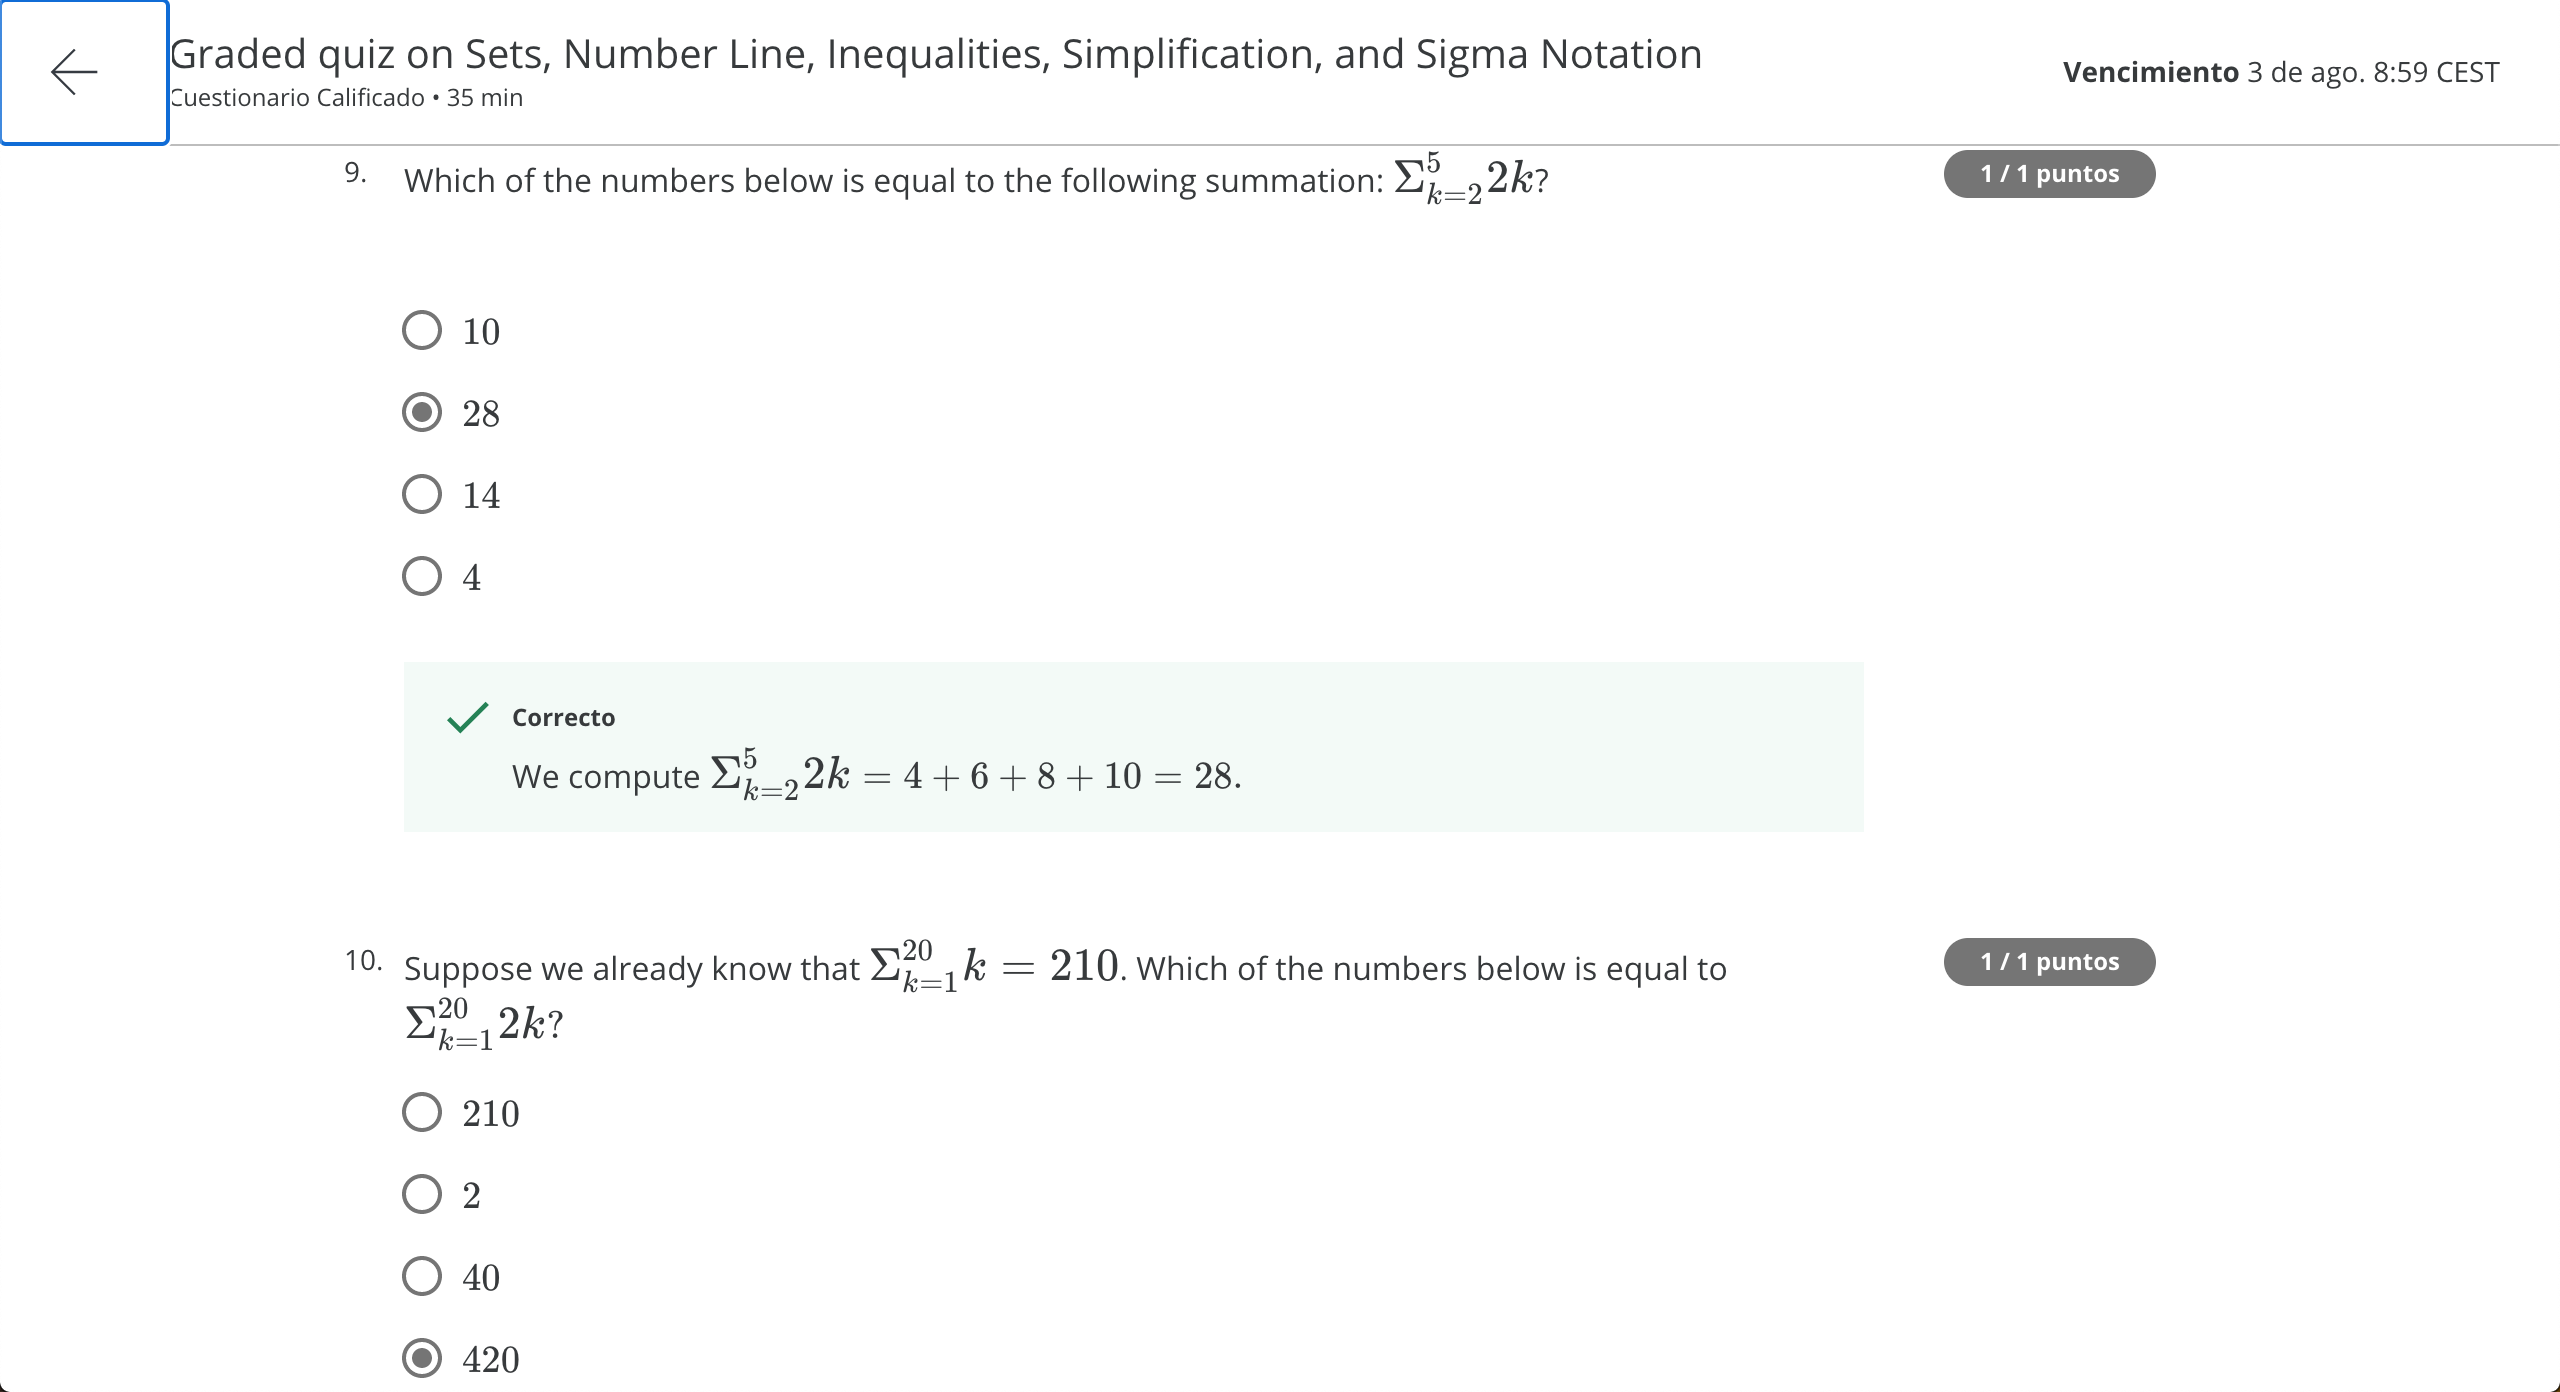 Graded quiz on Sets, Number Line, Inequalities, Simplification, and Sigma Notation
Cuestionario Calificado • 35 min
Vencimiento 3 de ago. 8:59 CEST
9. Which of the numbers below is equal to the following summation: $\Sigma_{k=2}^{5} 2k$?
1 / 1 puntos
10
28
14
4
Correcto
We compute $\Sigma_{k=2}^{5} 2k = 4 + 6 + 8 + 10 = 28.$
10. Suppose we already know that $\Sigma_{k=1}^{20} k = 210$. Which of the numbers below is equal to
$\Sigma_{k=1}^{20} 2k$?
1 / 1 puntos
210
2
40
420